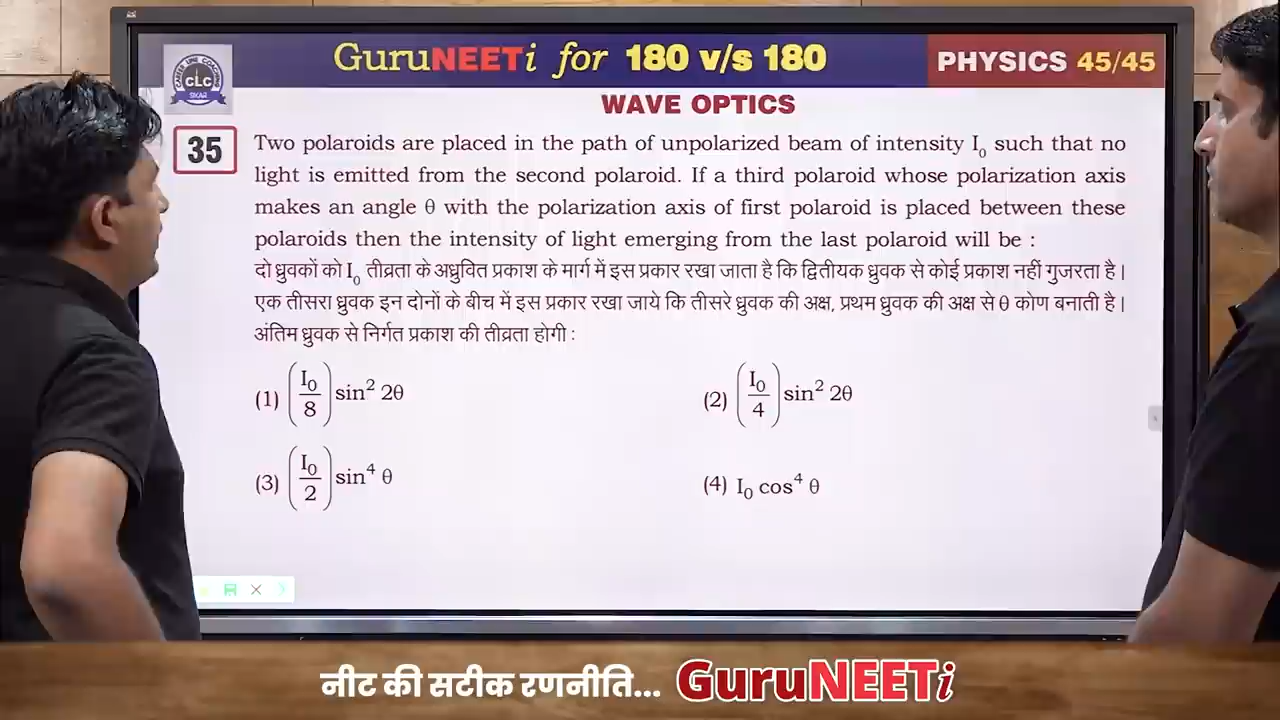 GuruNEETi for 180 v/s 180
PHYSICS 45/45
CAREER LINE COACHING
CLC
SIKAR
WAVE OPTICS
35
Two polaroids are placed in the path of unpolarized beam of intensity I₀ such that no
light is emitted from the second polaroid. If a third polaroid whose polarization axis
makes an angle θ with the polarization axis of first polaroid is placed between these
polaroids then the intensity of light emerging from the last polaroid will be :
दो ध्रुवकों को I₀ तीव्रता के अध्रुवित प्रकाश के मार्ग में इस प्रकार रखा जाता है कि द्वितीयक ध्रुवक से कोई प्रकाश नहीं गुजरता है।
एक तीसरा ध्रुवक इन दोनों के बीच में इस प्रकार रखा जाये कि तीसरे ध्रुवक की अक्ष, प्रथम ध्रुवक की अक्ष से θ कोण बनाती है।
अंतिम ध्रुवक से निर्गत प्रकाश की तीव्रता होगी :
(1) (I₀/8) sin² 2θ
(2) (I₀/4) sin² 2θ
(3) (I₀/2) sin⁴ θ
(4) I₀ cos⁴ θ
नीट की सटीक रणनीति... GuruNEETi